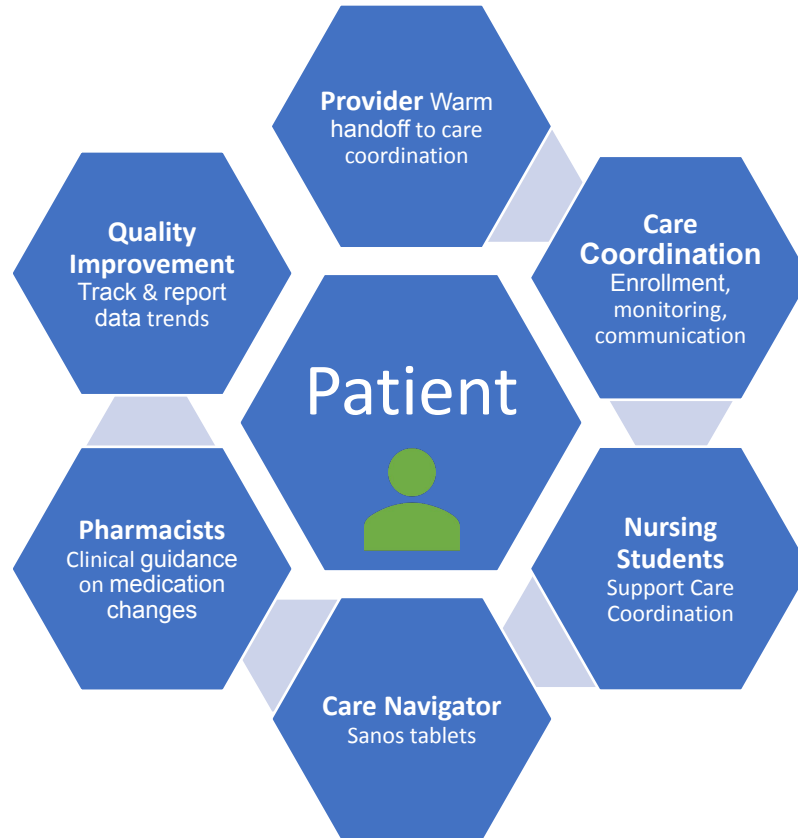 Provider Warm
handoff to care
coordination
Care
Coordination
Enrollment,
monitoring,
communication
Nursing
Students
Support Care
Coordination
Care Navigator
Sanos tablets
Pharmacists
Clinical guidance
on medication
changes
Quality
Improvement
Track & report
data trends
Patient